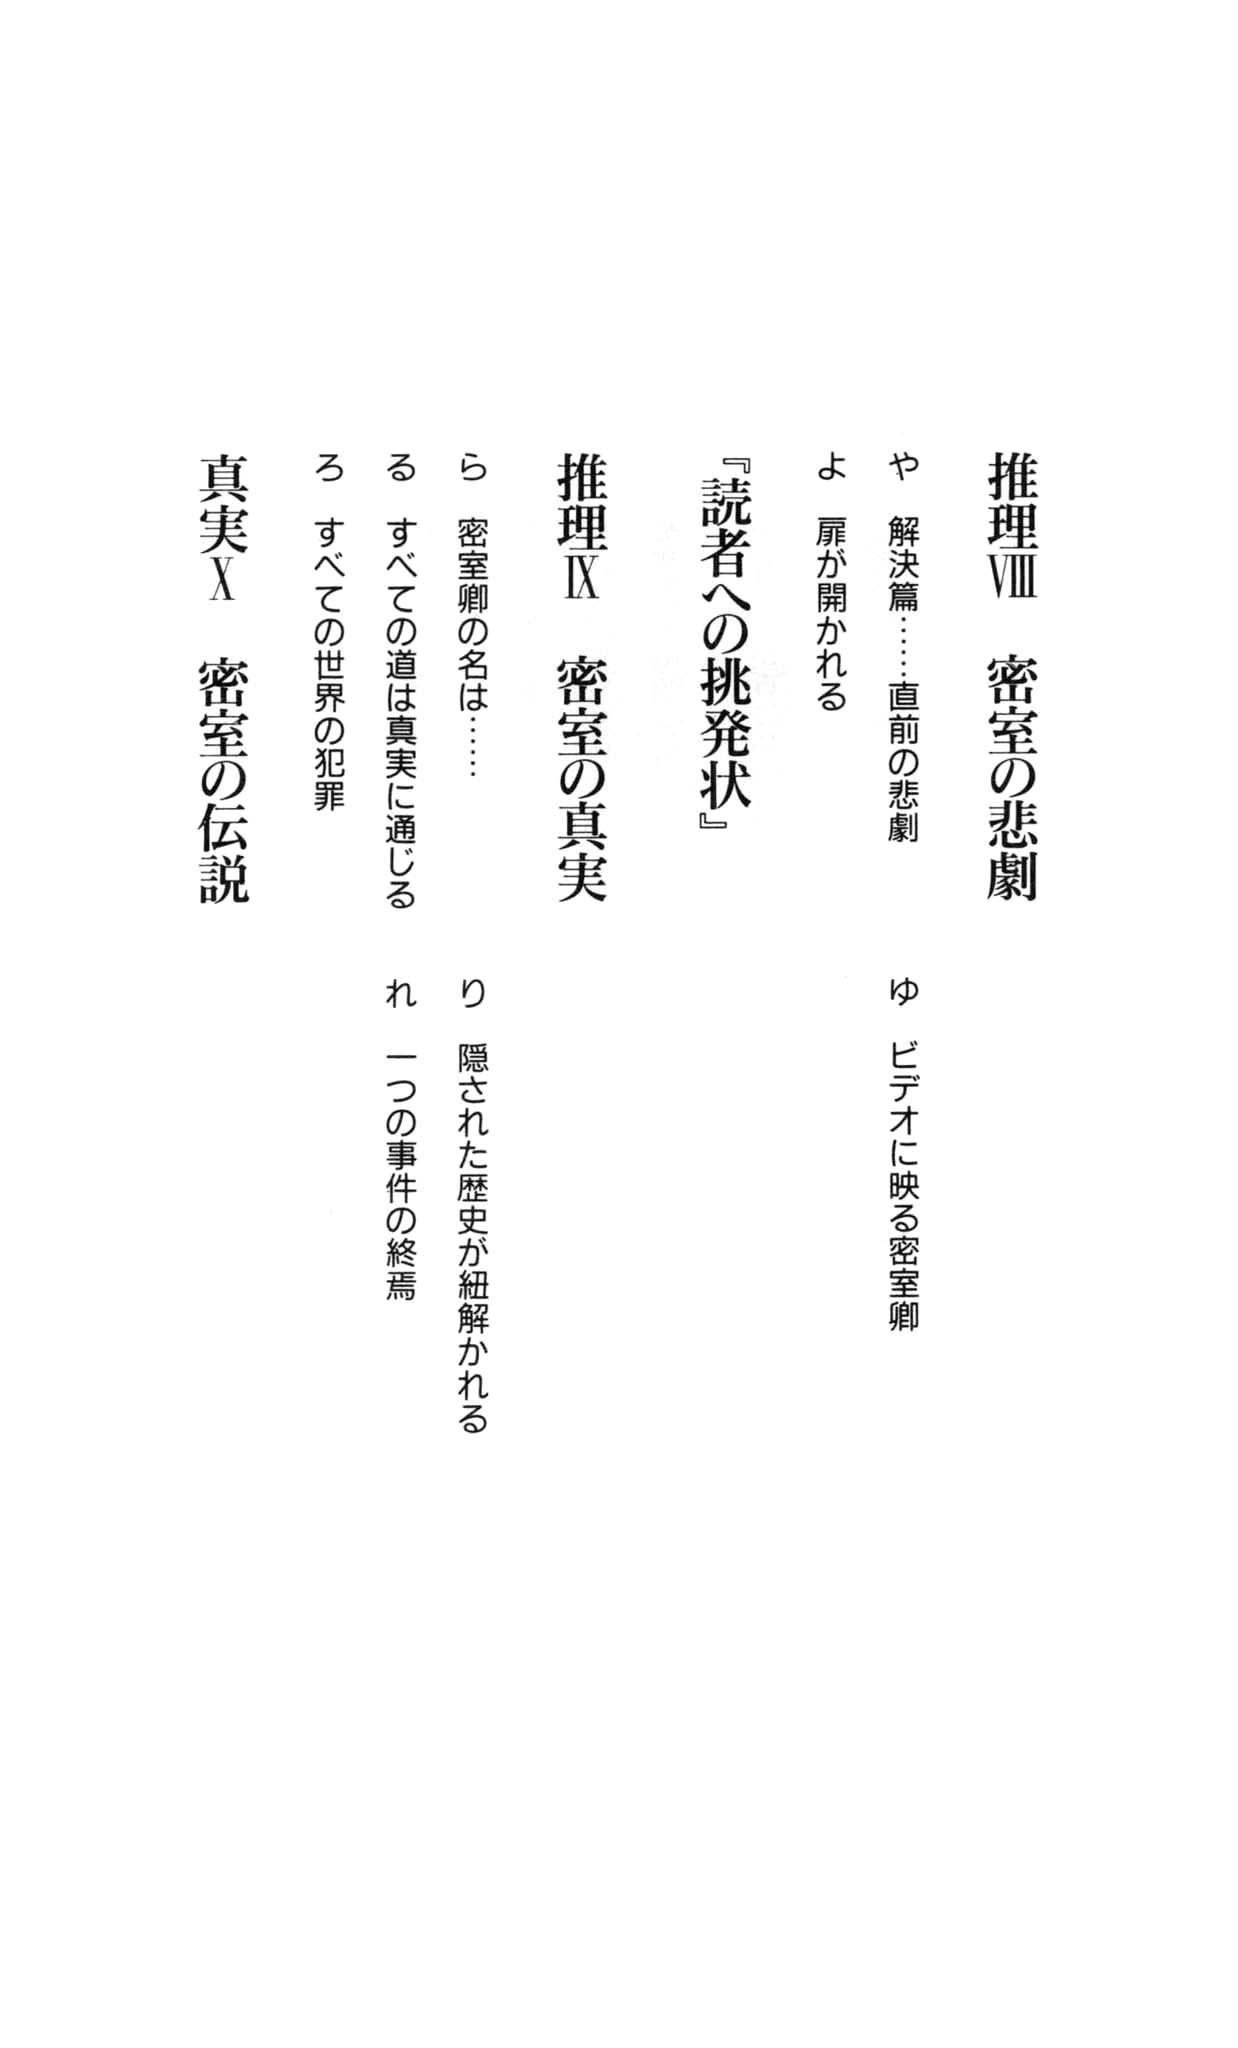 推理Ⅷ　密室の悲劇
や　解決篇……直前の悲劇
ゆ　ビデオに映る密室卿
よ　扉が開かれる
『読者への挑発状』
推理Ⅸ　密室の真実
ら　密室卿の名は……
り　隠された歴史が紐解かれる
る　すべての道は真実に通じる
れ　一つの事件の終焉
ろ　すべての世界の犯罪
真実Ⅹ　密室の伝説